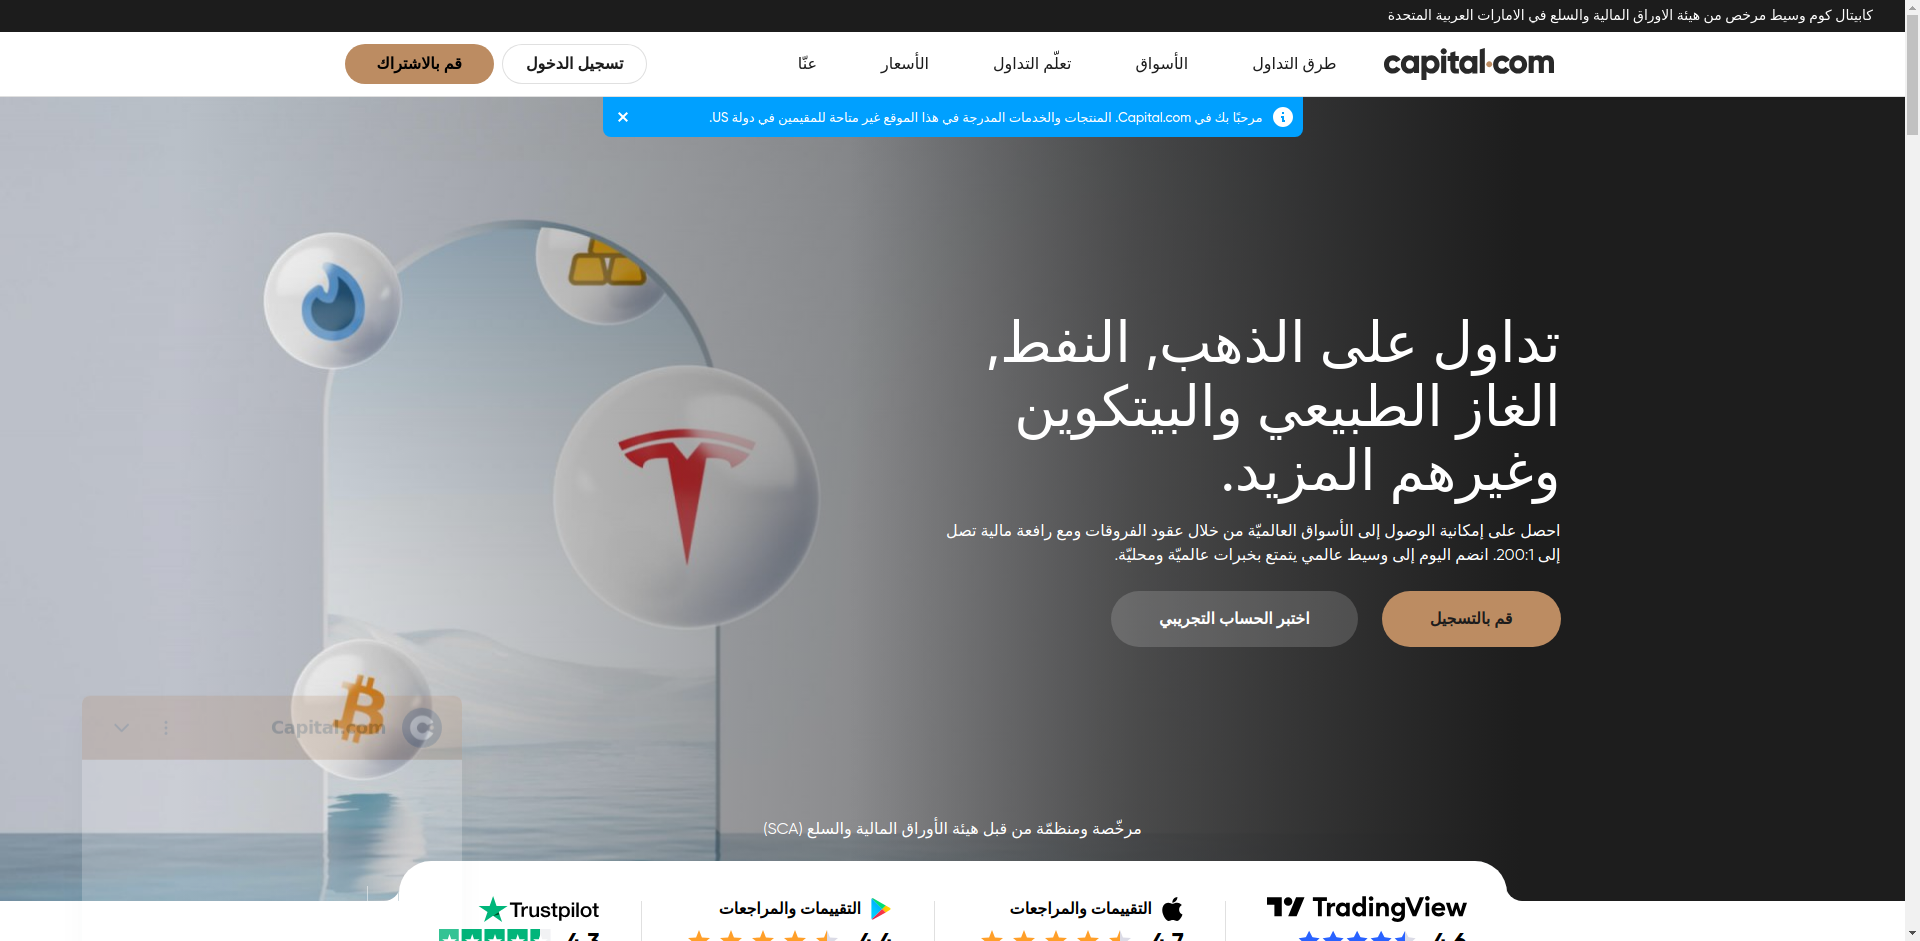 كابيتال كوم وسيط مرخص من هيئة الاوراق المالية والسلع في الامارات العربية المتحدة
capital.com
طرق التداول
الأسواق
تعلّم التداول
الأسعار
عنّا
تسجيل الدخول
قم بالاشتراك
مرحبًا بك في Capital.com. المنتجات والخدمات المدرجة في هذا الموقع غير متاحة للمقيمين في دولة US.
تداول على الذهب, النفط,
الغاز الطبيعي والبيتكوين
وغيرهم المزيد.
احصل على إمكانية الوصول إلى الأسواق العالميّة من خلال عقود الفروقات ومع رافعة مالية تصل
إلى 200:1. انضم اليوم إلى وسيط عالمي يتمتع بخبرات عالميّة ومحليّة.
قم بالتسجيل
اختبر الحساب التجريبي
Capital.com
مرخّصة ومنظمّة من قبل هيئة الأوراق المالية والسلع (SCA)
TradingView
4.6
التقييمات والمراجعات
4.7
التقييمات والمراجعات
4.4
Trustpilot
4.3